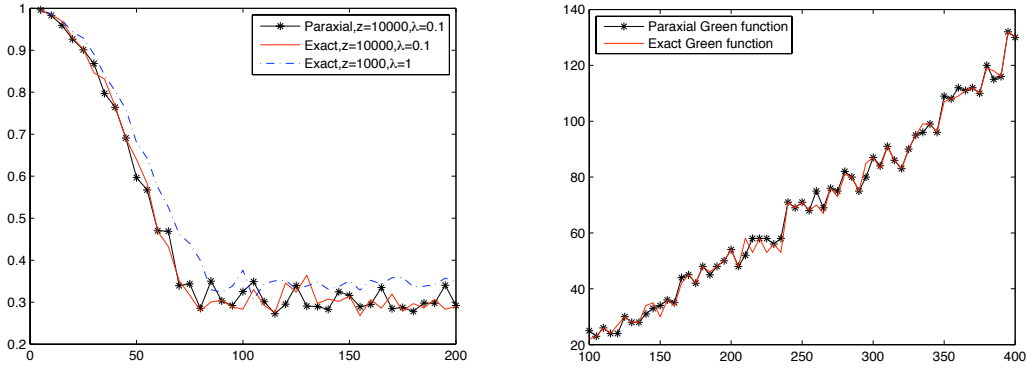 1
0.9
0.8
0.7
0.6
0.5
0.4
0.3
0.2
0 50 100 150 200
Paraxial,z=10000,λ=0.1
Exact,z=10000,λ=0.1
Exact,z=1000,λ=1
140
120
100
80
60
40
20
100 150 200 250 300 350 400
Paraxial Green function
Exact Green function